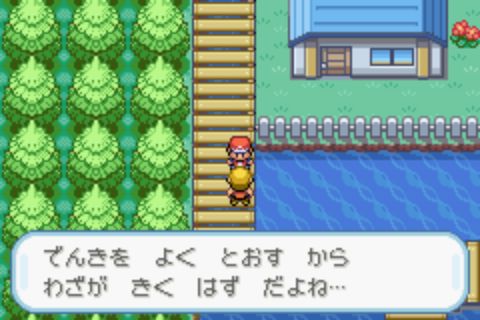 でんきを　よく　とおす　から
わざが　きく　はず　だよね…